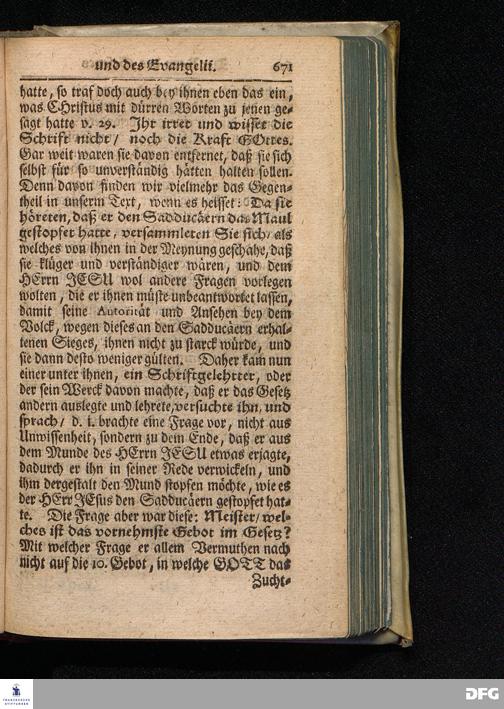 und des Evangelii. 671
hatte, so traf doch auch bey ihnen eben das ein,
was CHristus mit dürren Worten zu jenen ge-
sagt hatte v. 29. Ihr irret und wisset die
Schrift nicht/ noch die Kraft GOttes.
Gar weit waren sie davon entfernet, daß sie sich
selbst für so unverständig hätten halten sollen.
Denn davon finden wir vielmehr das Gegen-
theil in unserm Text, wenn es heisset: Da sie
höreten, daß er den Sadducäern das Maul
gestopfet hatte, versammleten Sie sich/ als
welches von ihnen in der Meynung geschahe, daß
sie klüger und verständiger wären, und dem
HErrn JESU wol andere Fragen vorlegen
wolten, die er ihnen müste unbeantwortet lassen,
damit seine Autorität und Ansehen bey dem
Volck, wegen dieses an den Sadducäern erhal-
tenen Sieges, ihnen nicht zu starck würde, und
sie dann desto weniger gülten. Daher kam nun
einer unter ihnen, ein Schriftgelehrter, oder
der sein Werck davon machte, daß er das Gesetz
andern auslegte und lehrete, versuchte ihn, und
sprach/ d. i. brachte eine Frage vor, nicht aus
Unwissenheit, sondern zu dem Ende, daß er aus
dem Munde des HErrn JESU etwas erjagte,
dadurch er ihn in seiner Rede verwickeln, und
ihm dergestalt den Mund stopfen möchte, wie es
der HErr JEsus den Sadducäern gestopfet hat-
te. Die Frage aber war diese: Meister/ wel-
ches ist das vornehmste Gebot im Gesetz?
Mit welcher Frage er allem Vermuthen nach
nicht auf die 10. Gebot, in welche GOTT das
Zucht-
FRANCKESCHE
STIFTUNGEN
DFG